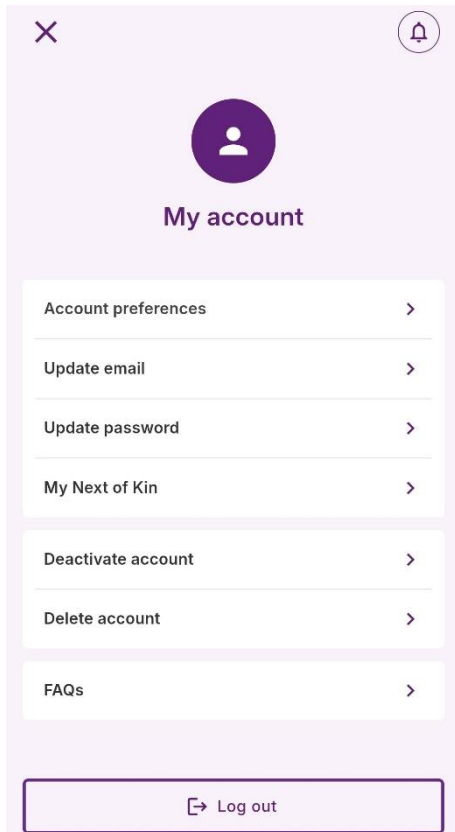 My account
Account preferences
Update email
Update password
My Next of Kin
Deactivate account
Delete account
FAQs
Log out